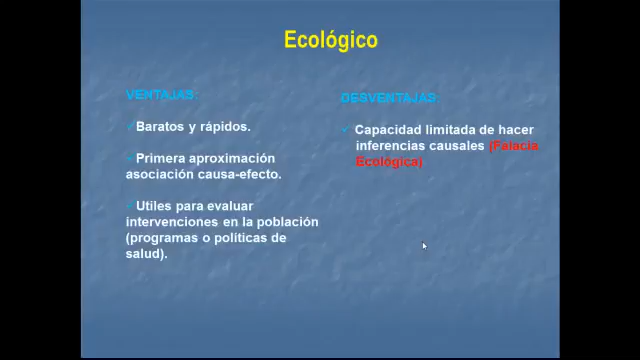 Ecológico
VENTAJAS:
Baratos y rápidos.
Primera aproximación
asociación causa-efecto.
Utiles para evaluar
intervenciones en la población
(programas o políticas de
salud).
DESVENTAJAS:
Capacidad limitada de hacer
inferencias causales (Falacia
Ecológica)